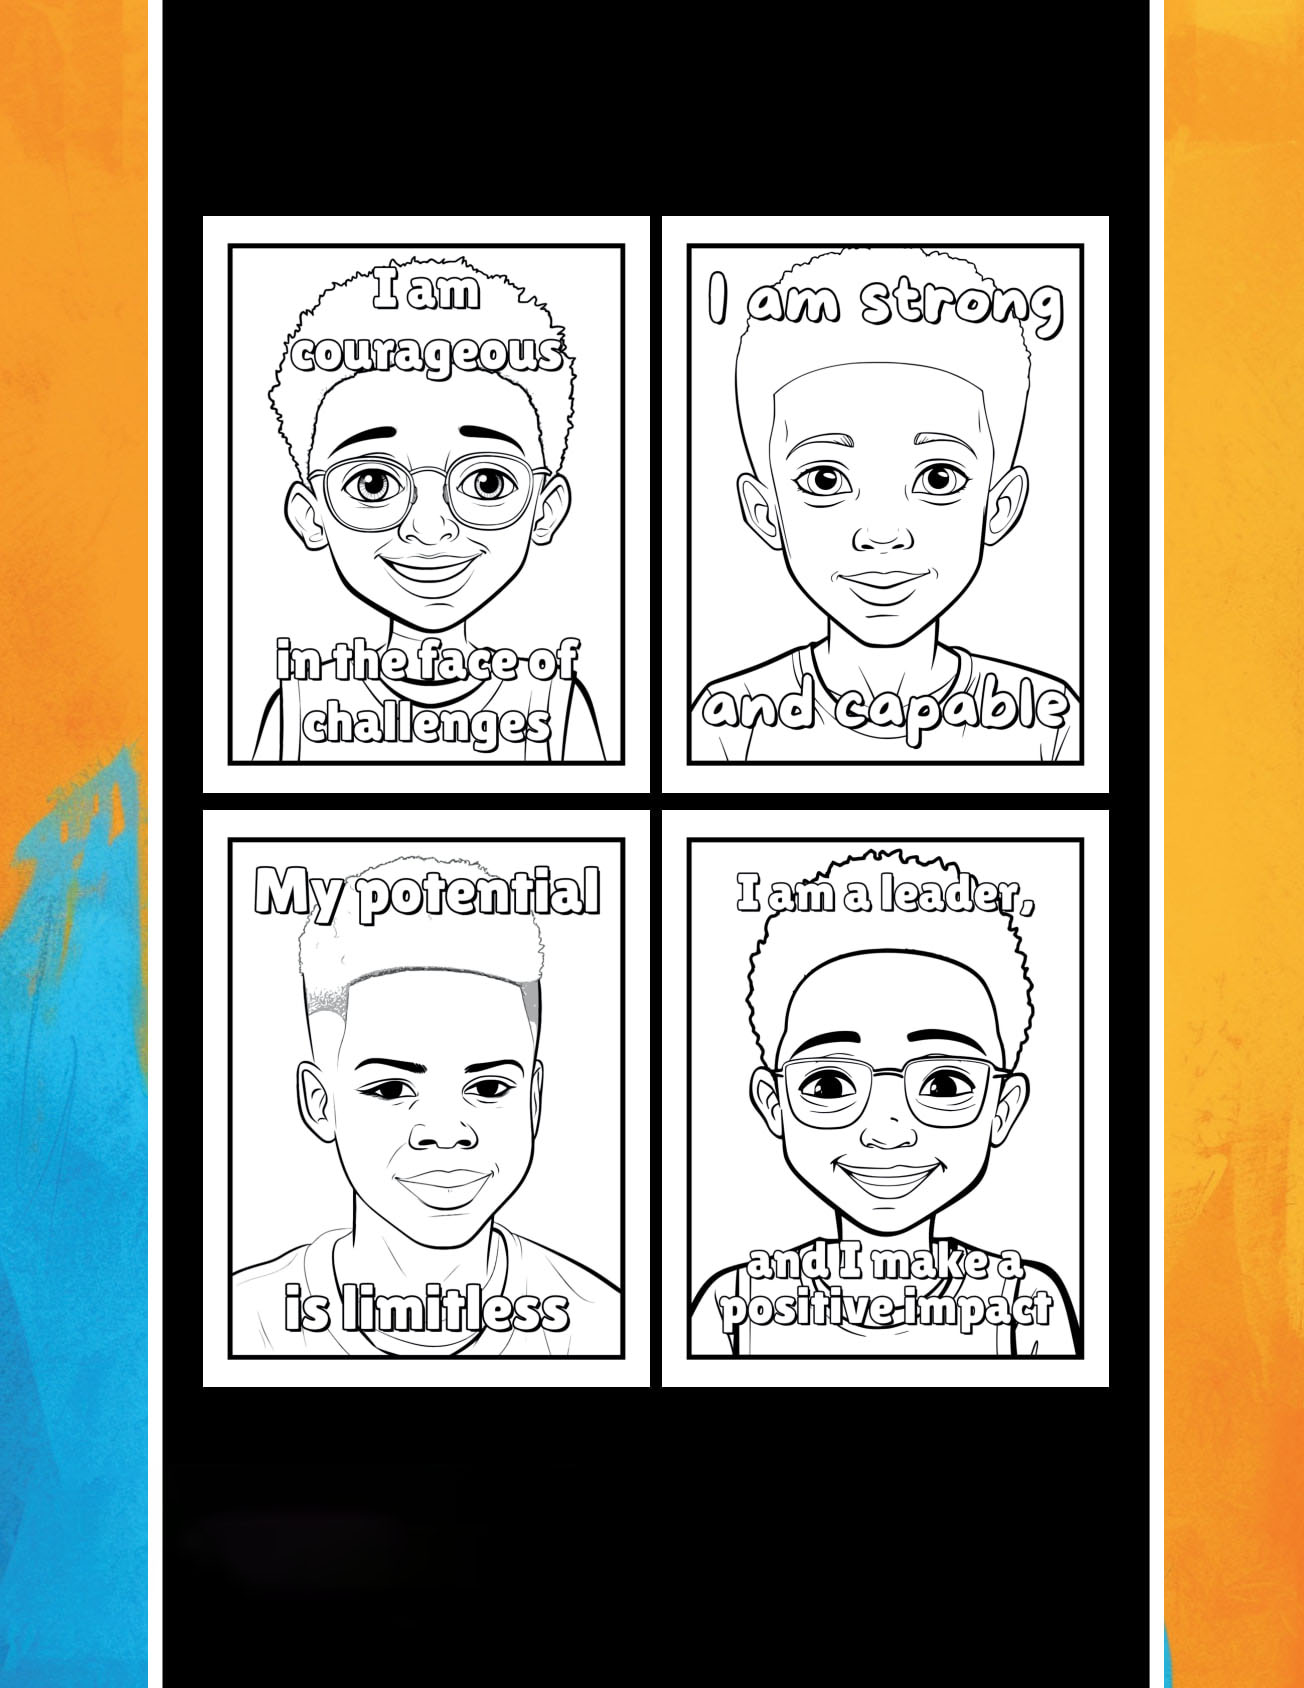 I am
courageous
in the face of
challenges
I am strong
and capable
My potential
is limitless
I am a leader,
and I make a
positive impact